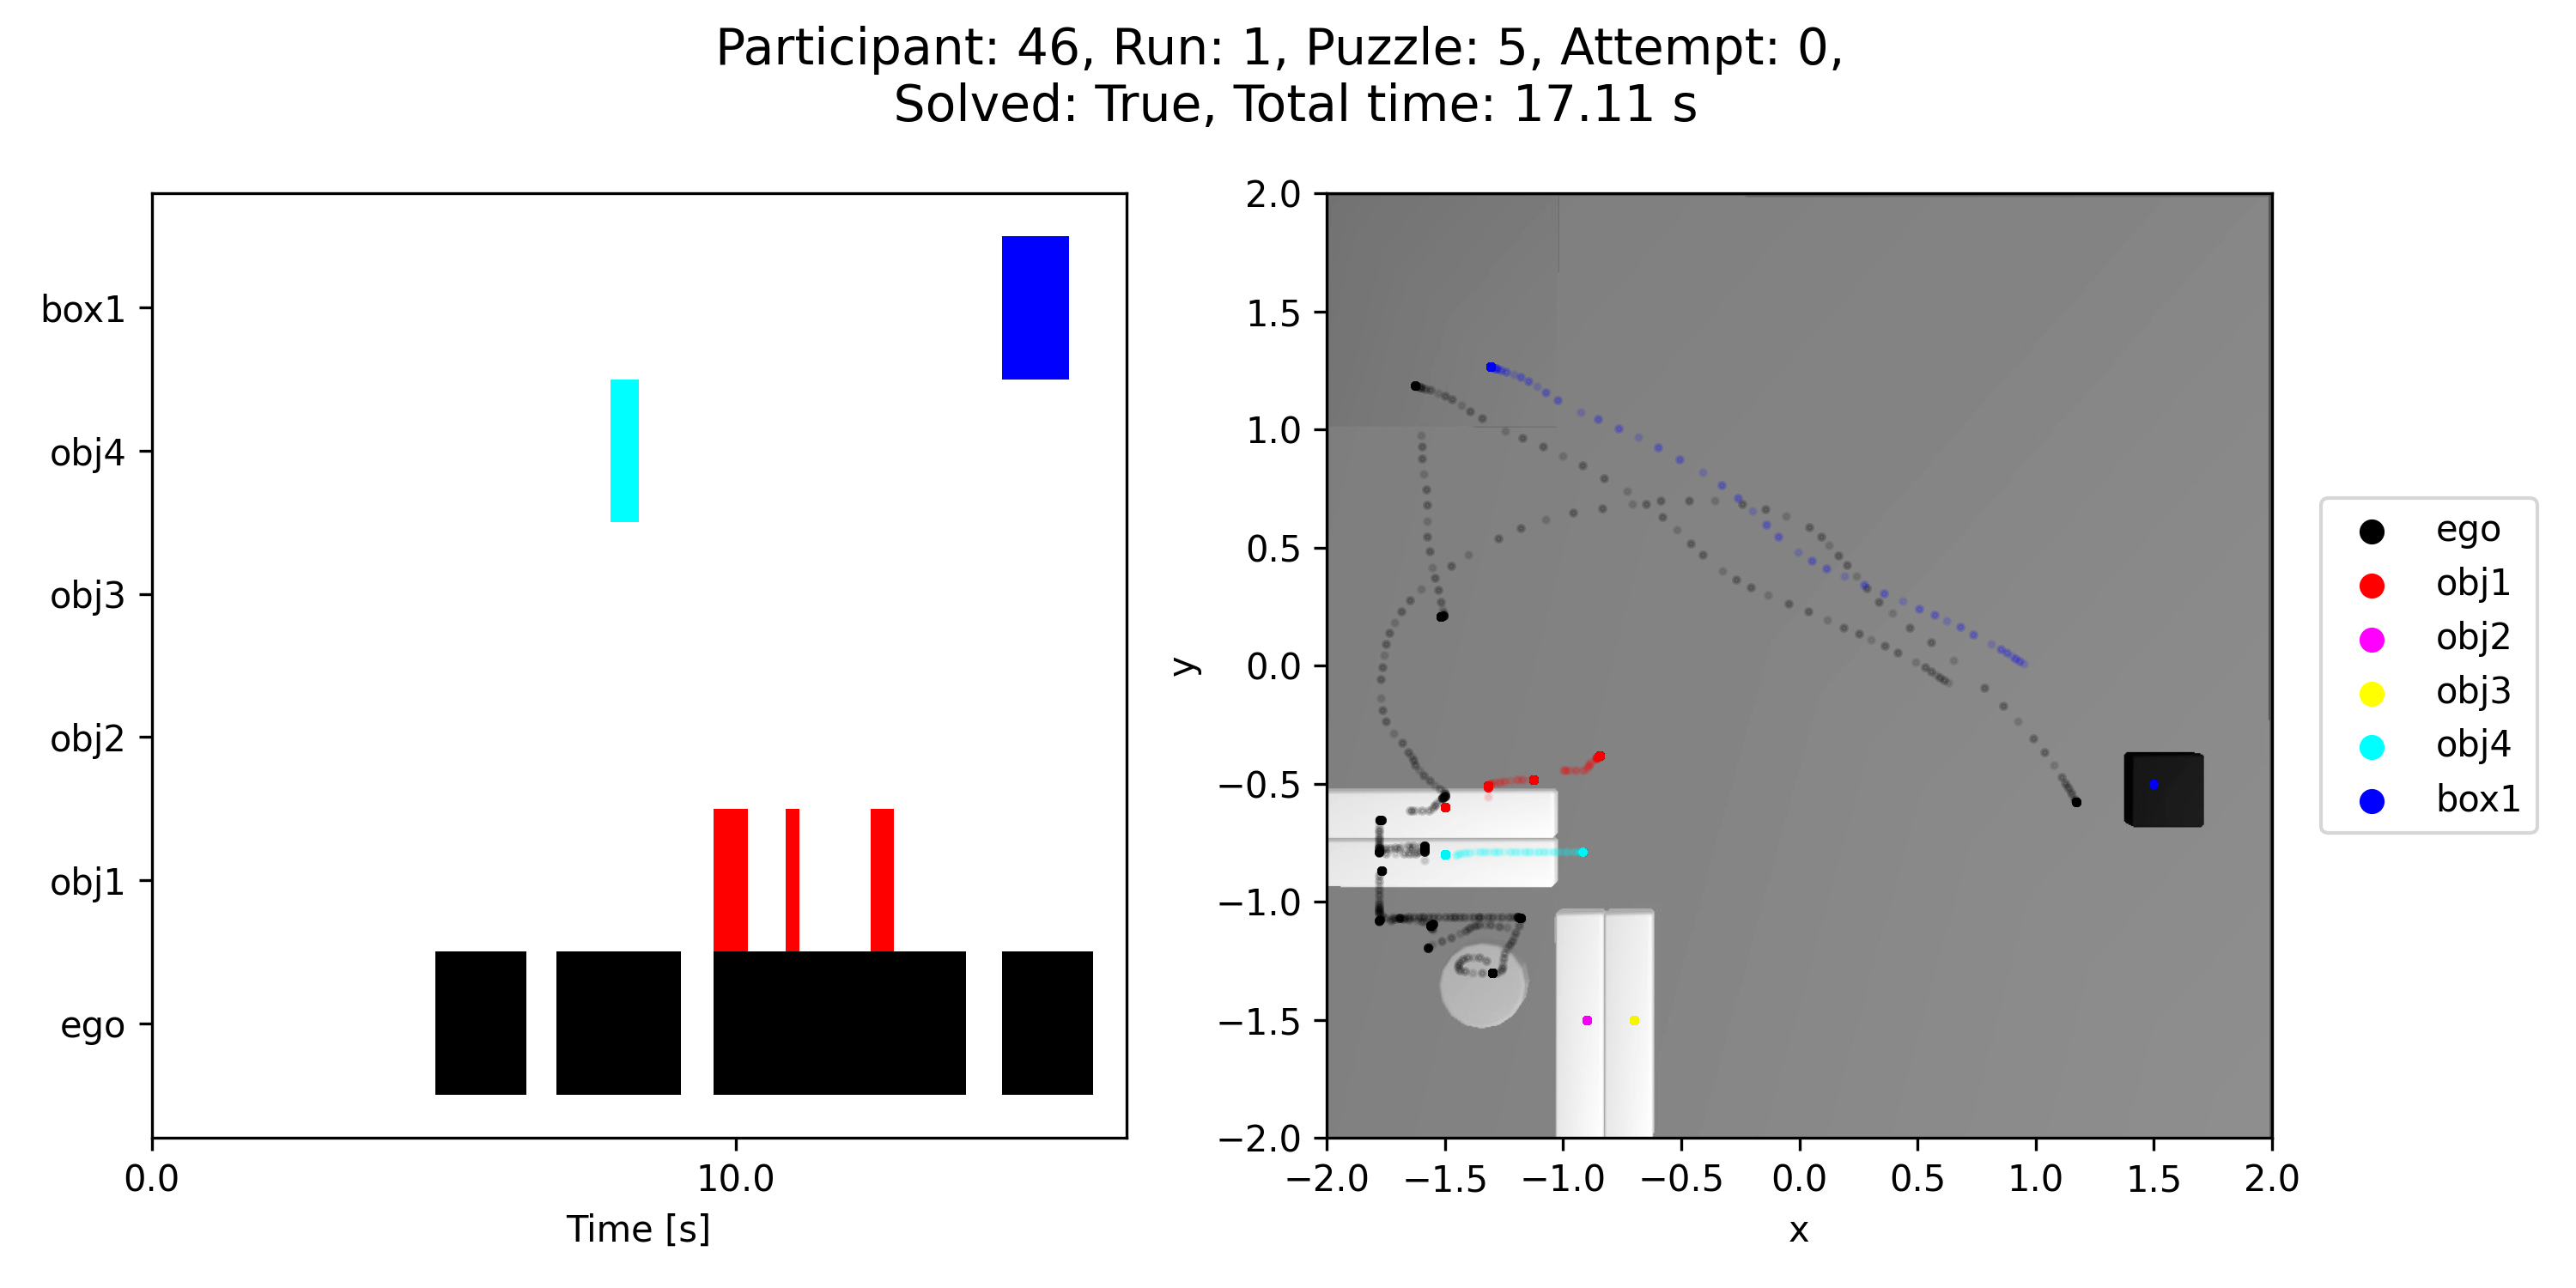 Participant: 46, Run: 1, Puzzle: 5, Attempt: 0,
Solved: True, Total time: 17.11 s
box1
obj4
obj3
obj2
obj1
ego
0.0
10.0
Time [s]
2.0
1.5
1.0
0.5
0.0
−0.5
−1.0
−1.5
−2.0
y
−2.0
−1.5
−1.0
−0.5
0.0
0.5
1.0
1.5
2.0
x
ego
obj1
obj2
obj3
obj4
box1